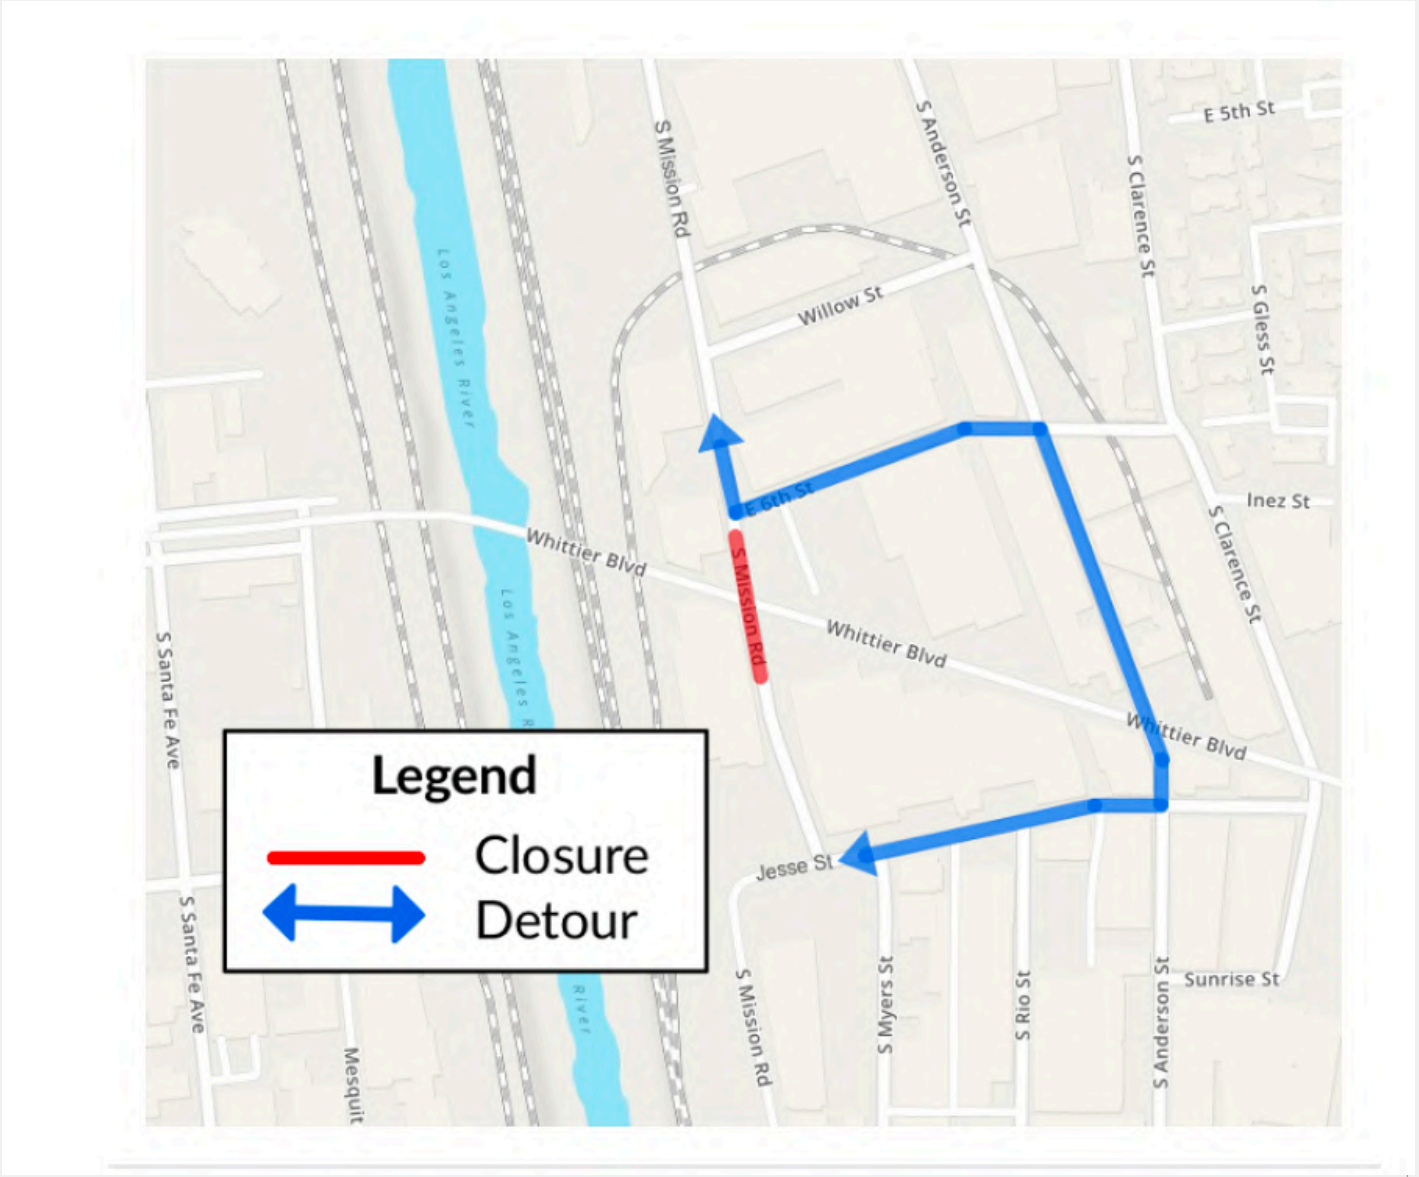 E 5th St
S Mission Rd
S Anderson St
S Clarence St
Los Angeles River
Willow St
S Gless St
E 6th St
Inez St
Whittier Blvd
S Mission Rd
S Clarence St
Los Angeles R
Whittier Blvd
S Santa Fe Ave
Whittier Blvd
Legend
Closure
Detour
Jesse St
S Santa Fe Ave
S Mission Rd
S Myers St
S Rio St
S Anderson St
Sunrise St
River
Mesquit